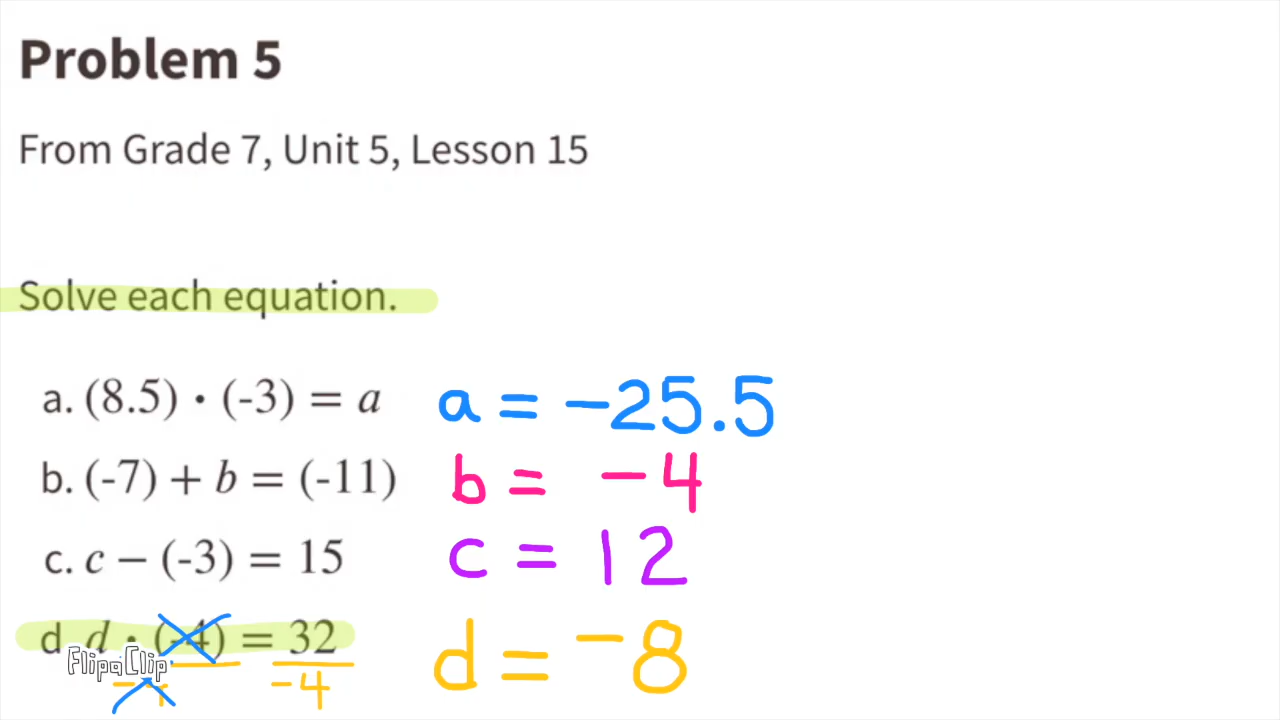 Problem 5
From Grade 7, Unit 5, Lesson 15
Solve each equation.
a. (8.5) · (-3) = a a = -25.5
b. (-7) + b = (-11) b = -4
c. c − (-3) = 15 c = 12
d d · (-4) = 32 d = -8
FlipaClip
-4 -4